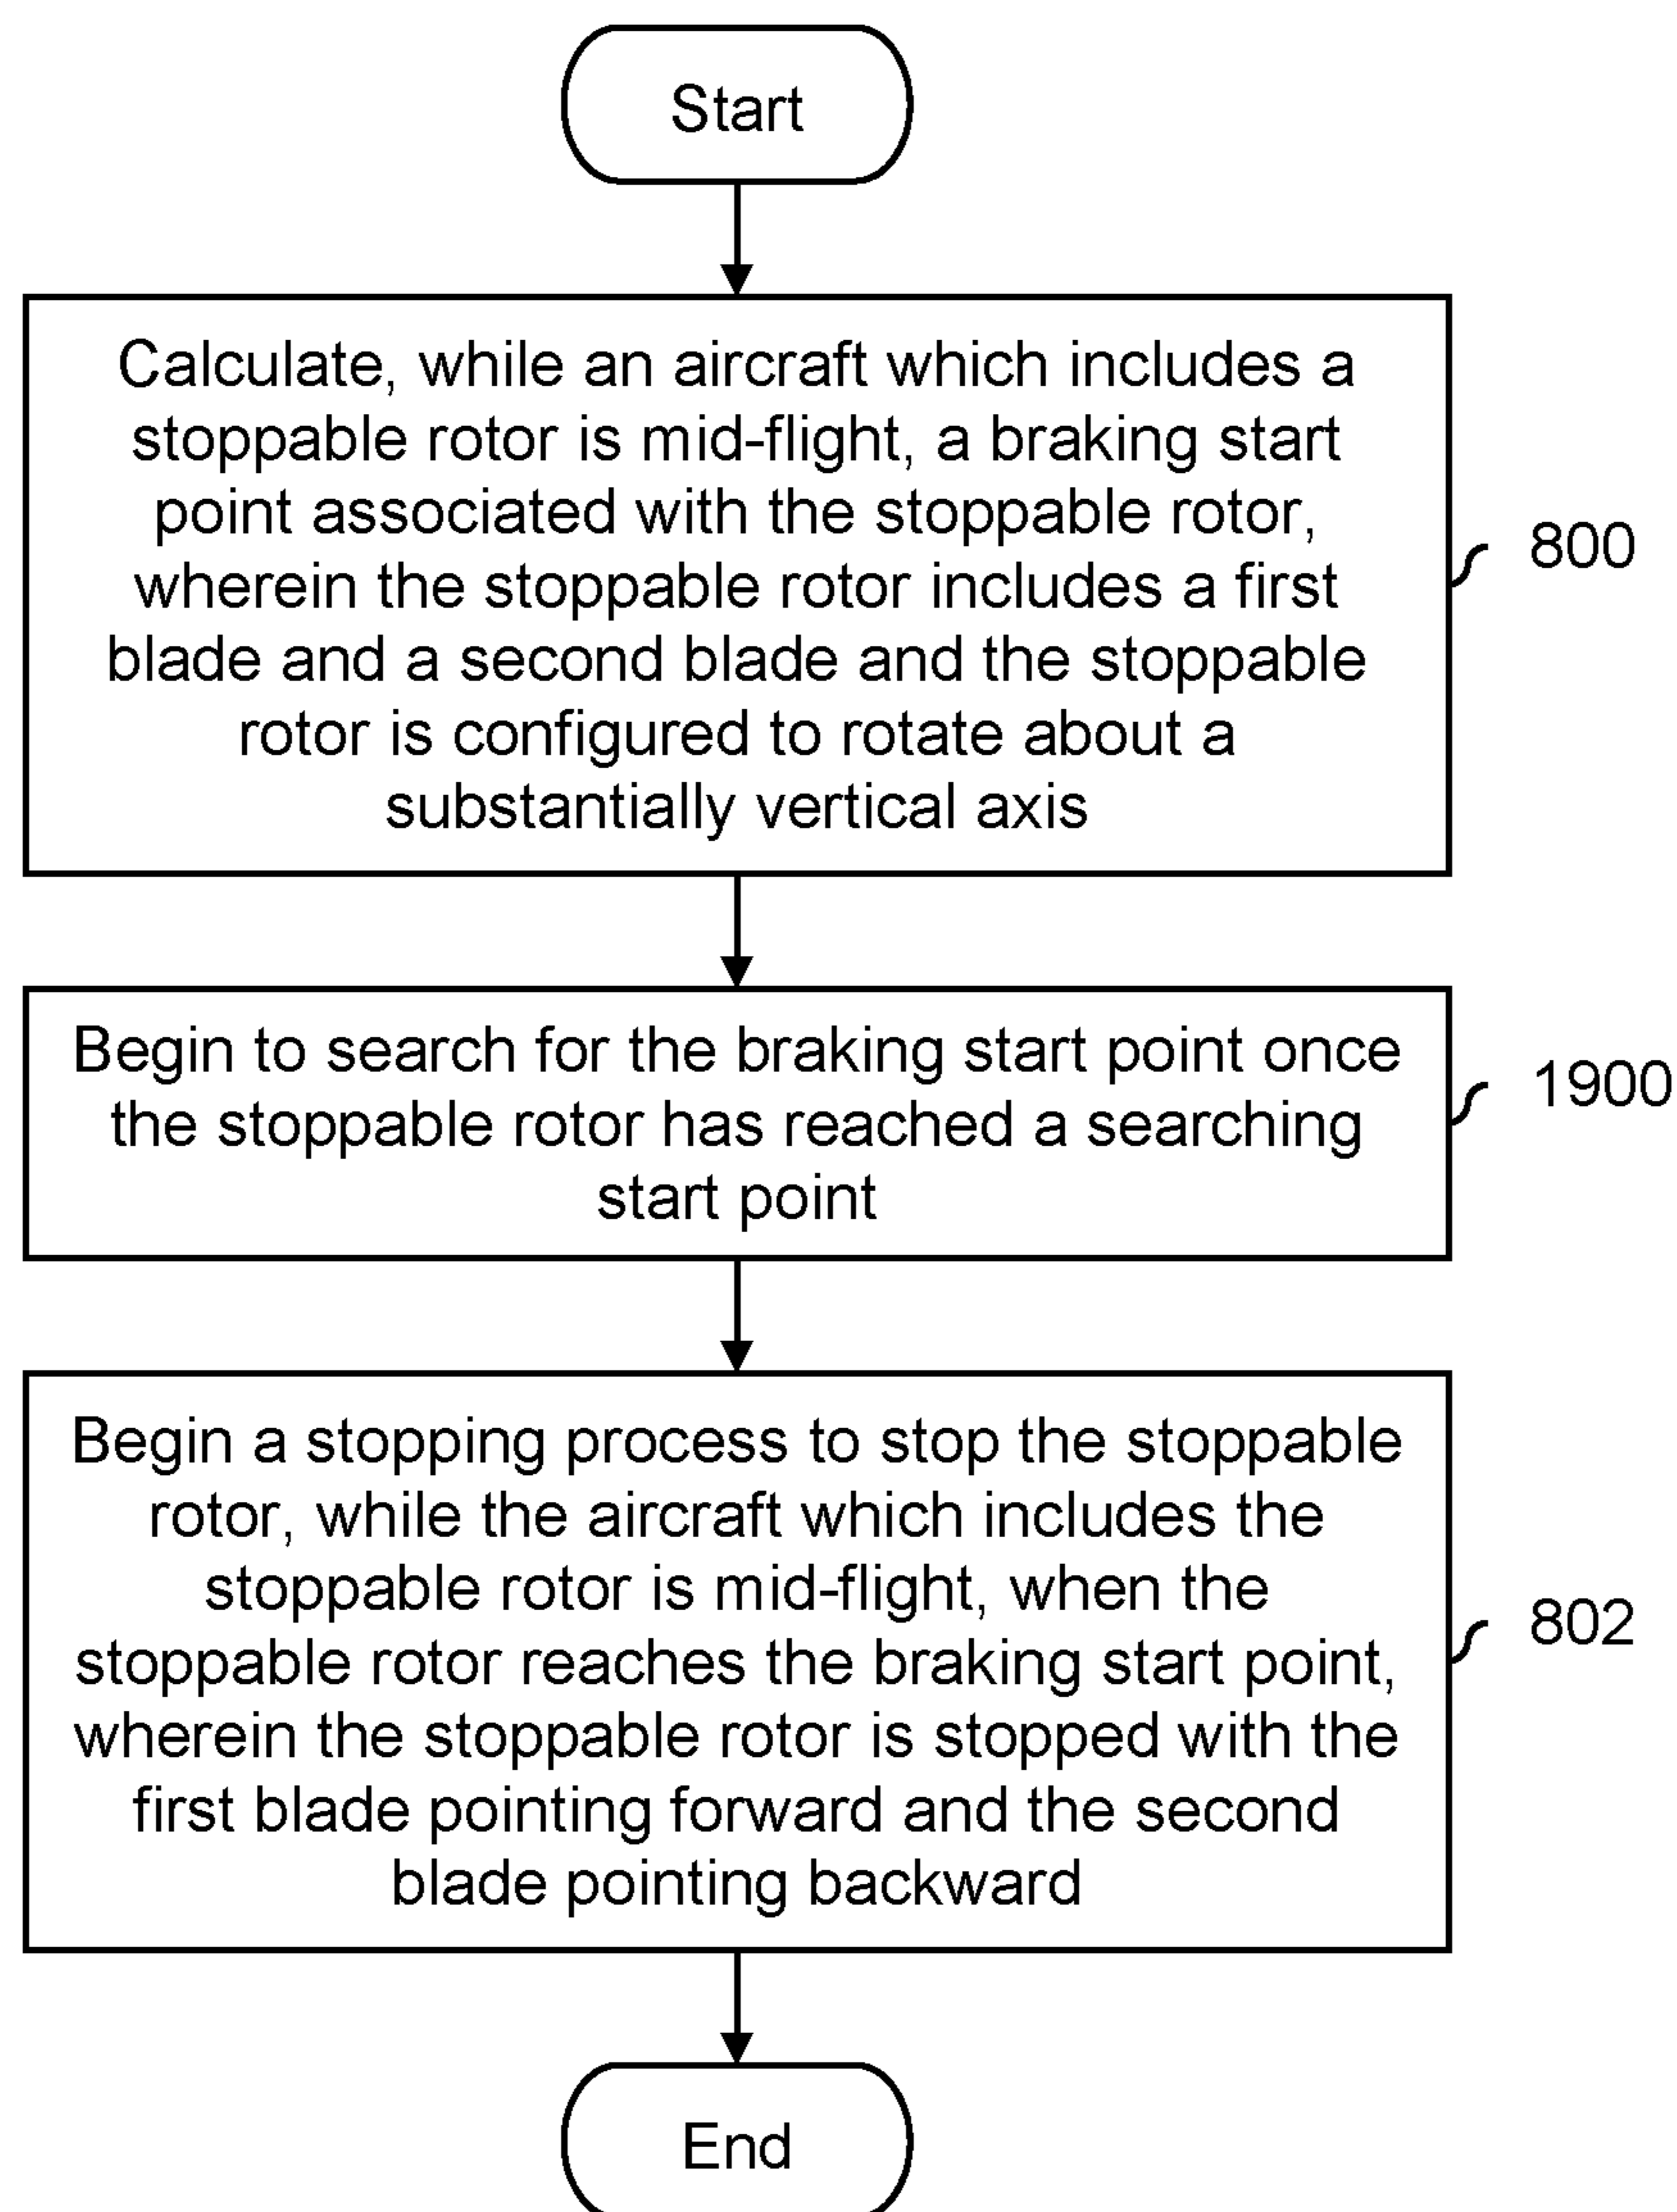 Start
Calculate, while an aircraft which includes a
stoppable rotor is mid-flight, a braking start
point associated with the stoppable rotor,
wherein the stoppable rotor includes a first
blade and a second blade and the stoppable
rotor is configured to rotate about a
substantially vertical axis
800
Begin to search for the braking start point once
the stoppable rotor has reached a searching
start point
1900
Begin a stopping process to stop the stoppable
rotor, while the aircraft which includes the
stoppable rotor is mid-flight, when the
stoppable rotor reaches the braking start point,
wherein the stoppable rotor is stopped with the
first blade pointing forward and the second
blade pointing backward
802
End